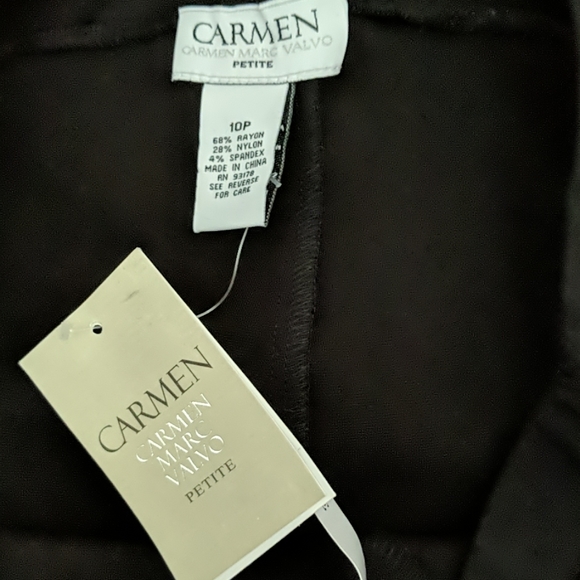 CARMEN
CARMEN MARC VALVO
PETITE
10P
68% RAYON
28% NYLON
4% SPANDEX
MADE IN CHINA
RN 93178
SEE REVERSE
FOR CARE
CARMEN
CARMEN
MARC
VALVO
PETITE